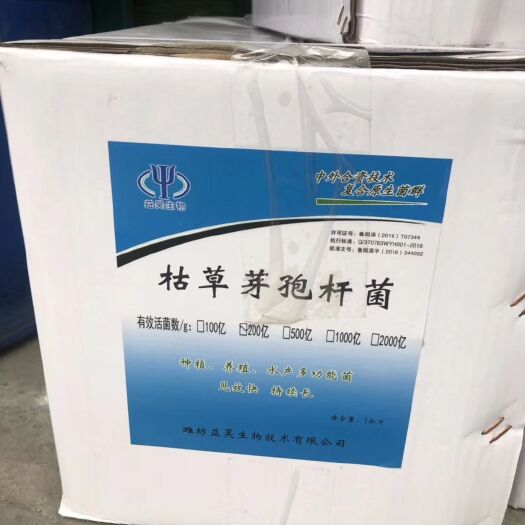 中外合资技术
复合原生菌群
益昊生物
许可证号：鲁饲添（2016）T07344
执行标准：Q/370783WYH001-2016
批准文号：鲁饲添字（2016）344002
枯草芽孢杆菌
有效活菌数/g：□100亿 ☑200亿 □500亿 □1000亿 □2000亿
种植、养殖、水产多功能菌
见效快 持续长
净含量：1公斤
潍坊益昊生物技术有限公司